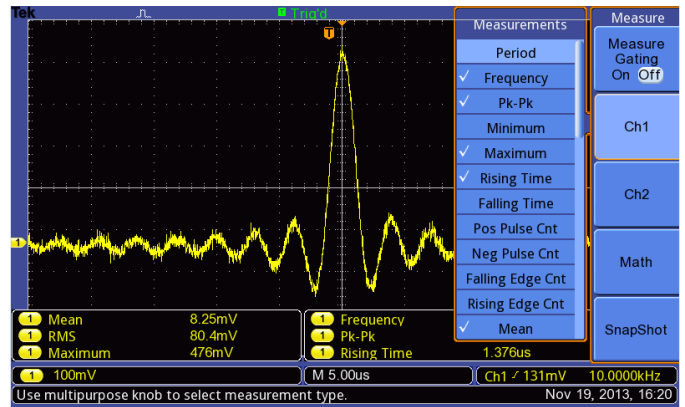 Tek
T Trig'd
T
1
Measurements
Period
✓ Frequency
✓ Pk-Pk
Minimum
✓ Maximum
✓ Rising Time
Falling Time
Pos Pulse Cnt
Neg Pulse Cnt
Falling Edge Cnt
Rising Edge Cnt
✓ Mean
Measure
Measure
Gating
On Off
Ch1
Ch2
Math
SnapShot
1 Mean 8.25mV
1 RMS 80.4mV
1 Maximum 476mV
1 Frequency
1 Pk-Pk
1 Rising Time 1.376us
1 100mV
M 5.00us
Ch1 131mV 10.0000kHz
Use multipurpose knob to select measurement type.
Nov 19, 2013, 16:20